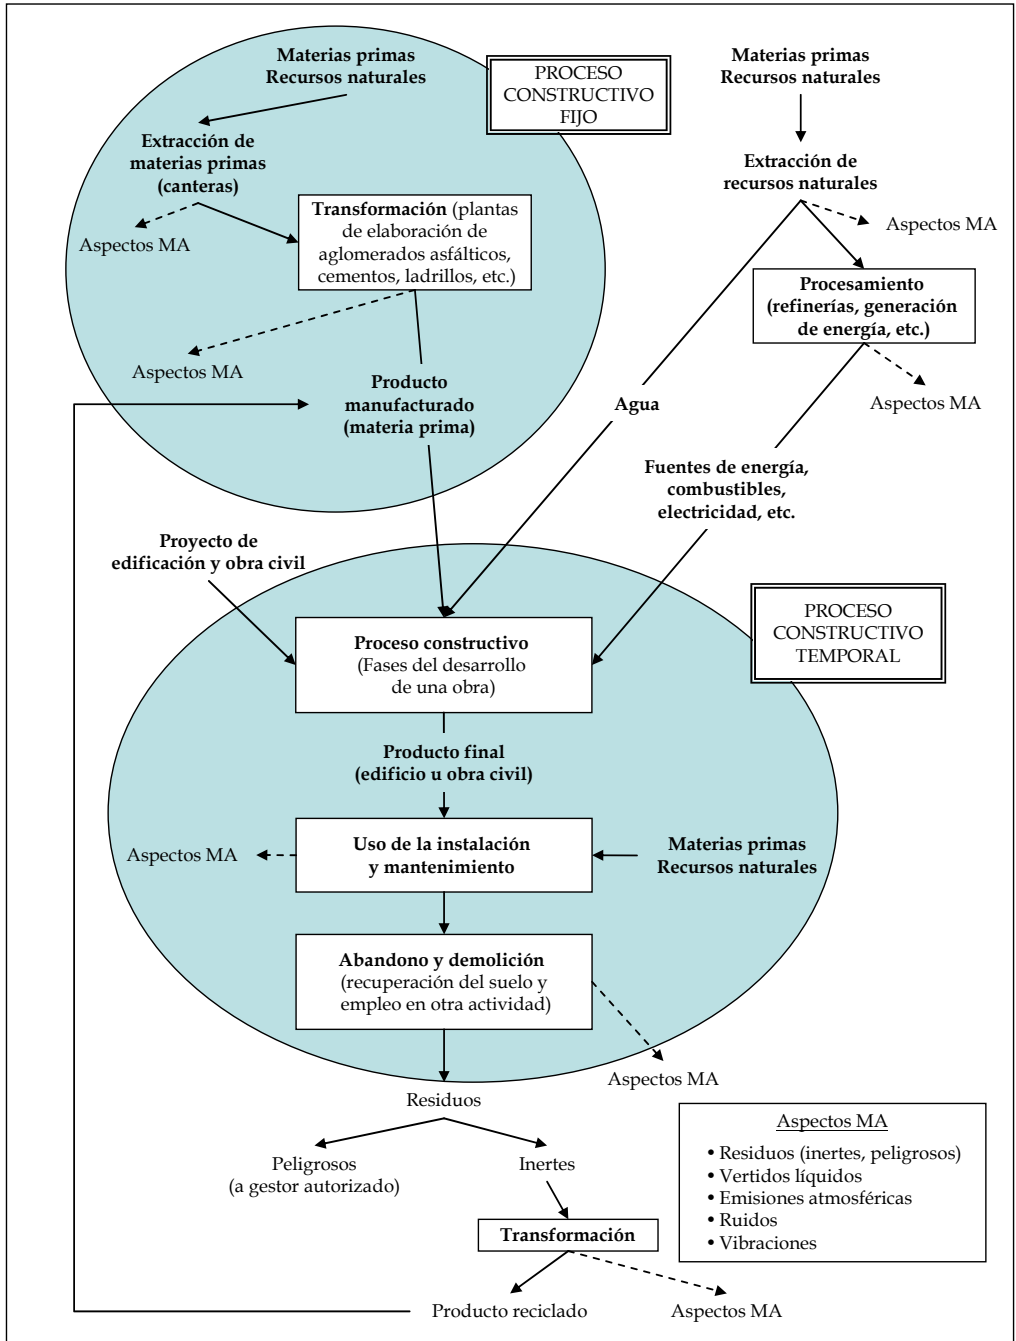 Materias primas
Recursos naturales
PROCESO
CONSTRUCTIVO
FIJO
Materias primas
Recursos naturales
Extracción de
materias primas
(canteras)
Extracción de
recursos naturales
Transformación (plantas
de elaboración de
aglomerados asfálticos,
cementos, ladrillos, etc.)
Aspectos MA
Aspectos MA
Procesamiento
(refinerías, generación
de energía, etc.)
Aspectos MA
Aspectos MA
Producto
manufacturado
(materia prima)
Agua
Fuentes de energía,
combustibles,
electricidad, etc.
Proyecto de
edificación y obra civil
PROCESO
CONSTRUCTIVO
TEMPORAL
Proceso constructivo
(Fases del desarrollo
de una obra)
Producto final
(edificio u obra civil)
Aspectos MA
Uso de la instalación
y mantenimiento
Materias primas
Recursos naturales
Abandono y demolición
(recuperación del suelo y
empleo en otra actividad)
Aspectos MA
Residuos
Peligrosos
(a gestor autorizado)
Inertes
Transformación
Producto reciclado
Aspectos MA
Aspectos MA
• Residuos (inertes, peligrosos)
• Vertidos líquidos
• Emisiones atmosféricas
• Ruidos
• Vibraciones